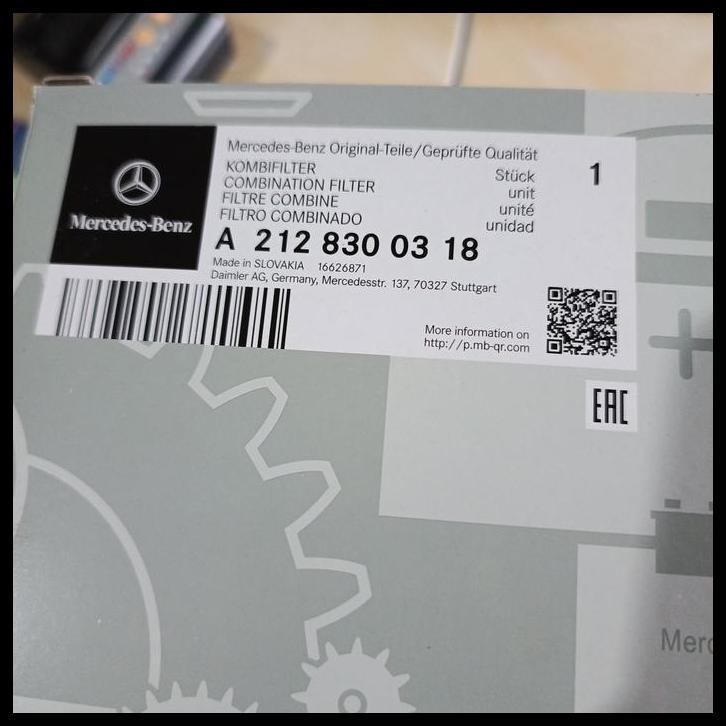 Mercedes-Benz
Mercedes-Benz Original-Teile/Geprüfte Qualität
KOMBIFILTER
COMBINATION FILTER
FILTRE COMBINE
FILTRO COMBINADO
Stück
unit
unité
unidad
1
A 212 830 03 18
Made in SLOVAKIA 16626871
Daimler AG, Germany, Mercedesstr. 137, 70327 Stuttgart
More information on
http://p.mb-qr.com
EAC
Merc